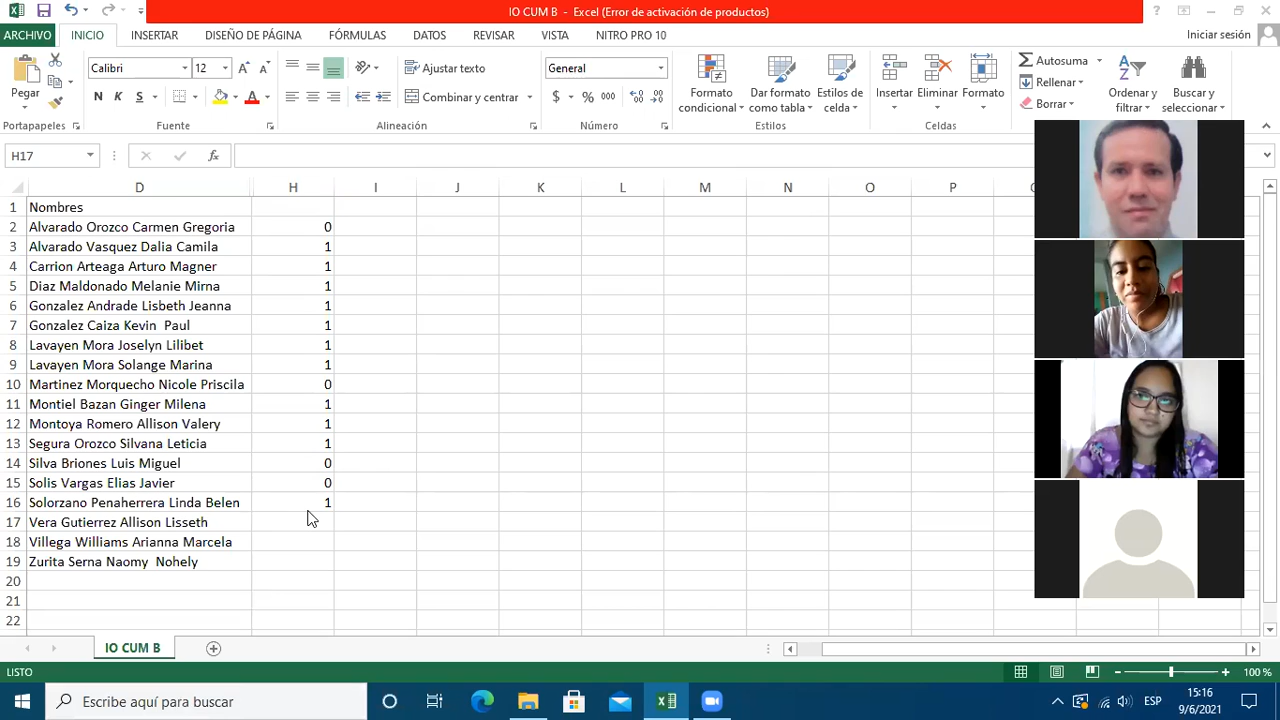 IO CUM B - Excel (Error de activación de productos)
ARCHIVO INICIO INSERTAR DISEÑO DE PÁGINA FÓRMULAS DATOS REVISAR VISTA NITRO PRO 10 Iniciar sesión
Pegar
Calibri 12
N K S
Ajustar texto
Combinar y centrar
General
$ % 000
Formato condicional
Dar formato como tabla
Estilos de celda
Insertar Eliminar Formato
Autosuma
Rellenar
Borrar
Ordenar y filtrar
Buscar y seleccionar
Portapapeles Fuente Alineación Número Estilos Celdas
H17 fx
D H I J K L M N O P
1 Nombres
2 Alvarado Orozco Carmen Gregoria 0
3 Alvarado Vasquez Dalia Camila 1
4 Carrion Arteaga Arturo Magner 1
5 Diaz Maldonado Melanie Mirna 1
6 Gonzalez Andrade Lisbeth Jeanna 1
7 Gonzalez Caiza Kevin Paul 1
8 Lavayen Mora Joselyn Lilibet 1
9 Lavayen Mora Solange Marina 1
10 Martinez Morquecho Nicole Priscila 0
11 Montiel Bazan Ginger Milena 1
12 Montoya Romero Allison Valery 1
13 Segura Orozco Silvana Leticia 1
14 Silva Briones Luis Miguel 0
15 Solis Vargas Elias Javier 0
16 Solorzano Penaherrera Linda Belen 1
17 Vera Gutierrez Allison Lisseth
18 Villega Williams Arianna Marcela
19 Zurita Serna Naomy Nohely
20
21
22
IO CUM B
LISTO 100 %
Escribe aquí para buscar
ESP
15:16
9/6/2021